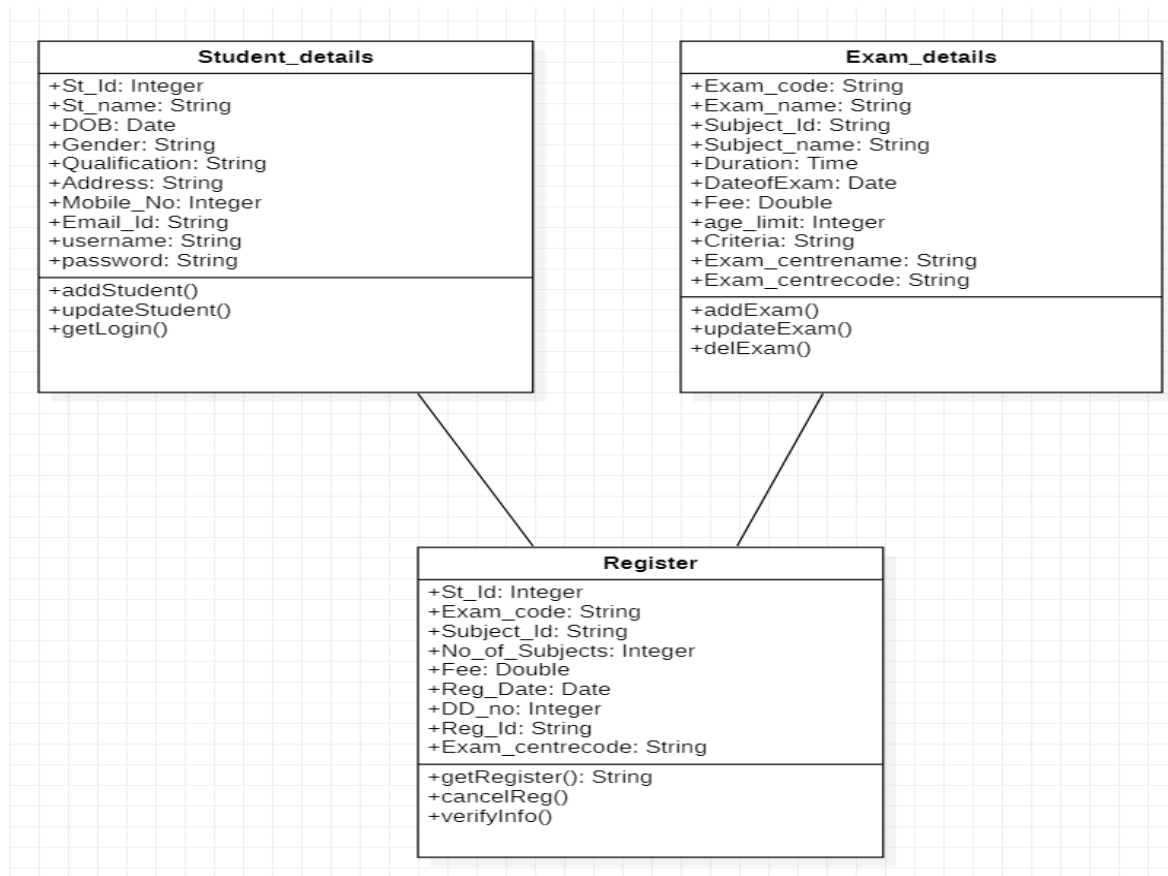 Student_details
+St_Id: Integer
+St_name: String
+DOB: Date
+Gender: String
+Qualification: String
+Address: String
+Mobile_No: Integer
+Email_Id: String
+username: String
+password: String
+addStudent()
+updateStudent()
+getLogin()
Exam_details
+Exam_code: String
+Exam_name: String
+Subject_Id: String
+Subject_name: String
+Duration: Time
+DateofExam: Date
+Fee: Double
+age_limit: Integer
+Criteria: String
+Exam_centrename: String
+Exam_centrecode: String
+addExam()
+updateExam()
+delExam()
Register
+St_Id: Integer
+Exam_code: String
+Subject_Id: String
+No_of_Subjects: Integer
+Fee: Double
+Reg_Date: Date
+DD_no: Integer
+Reg_Id: String
+Exam_centrecode: String
+getRegister(): String
+cancelReg()
+verifyInfo()